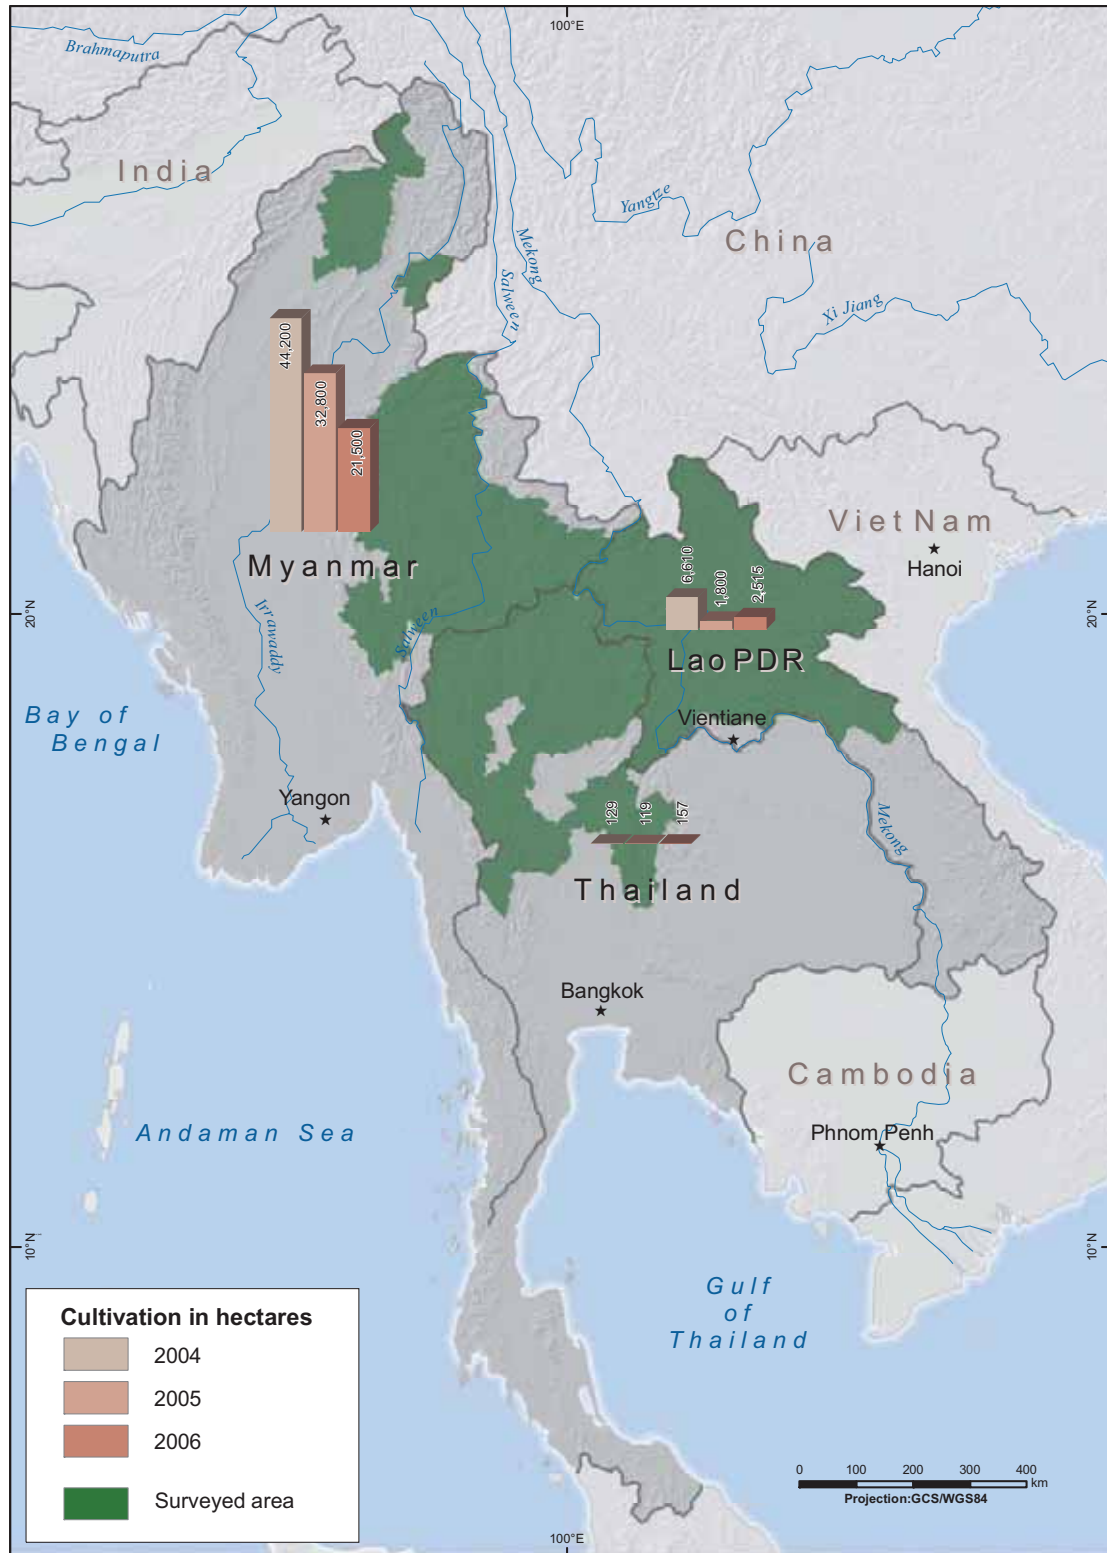 100°E
Brahmaputra
India
Yangtze
China
Mekong
Salween
Xi Jiang
44,200
32,800
21,500
Viet Nam
Hanoi
Myanmar
6,610
1,800
2,515
20°N
20°N
Irrawaddy
Salween
Lao PDR
Bay of
Bengal
Vientiane
Yangon
129
119
157
Mekong
Thailand
Bangkok
Cambodia
Andaman Sea
Phnom Penh
10°N
10°N
Gulf
of
Thailand
Cultivation in hectares
2004
2005
2006
Surveyed area
0 100 200 300 400
km
Projection:GCS/WGS84
100°E